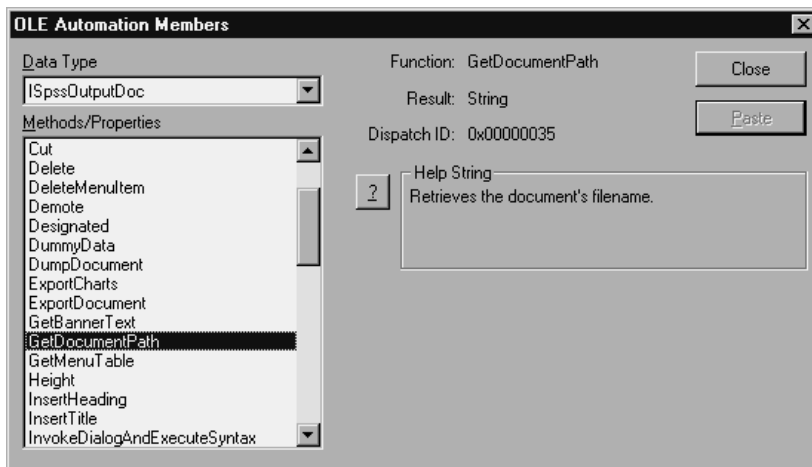 OLE Automation Members
Data Type
ISpssOutputDoc
Methods/Properties
Cut
Delete
DeleteMenuItem
Demote
Designated
DummyData
DumpDocument
ExportCharts
ExportDocument
GetBannerText
GetDocumentPath
GetMenuTable
Height
InsertHeading
InsertTitle
InvokeDialogAndExecuteSyntax
Function: GetDocumentPath
Result: String
Dispatch ID: 0x00000035
?
Help String
Retrieves the document's filename.
Close
Paste